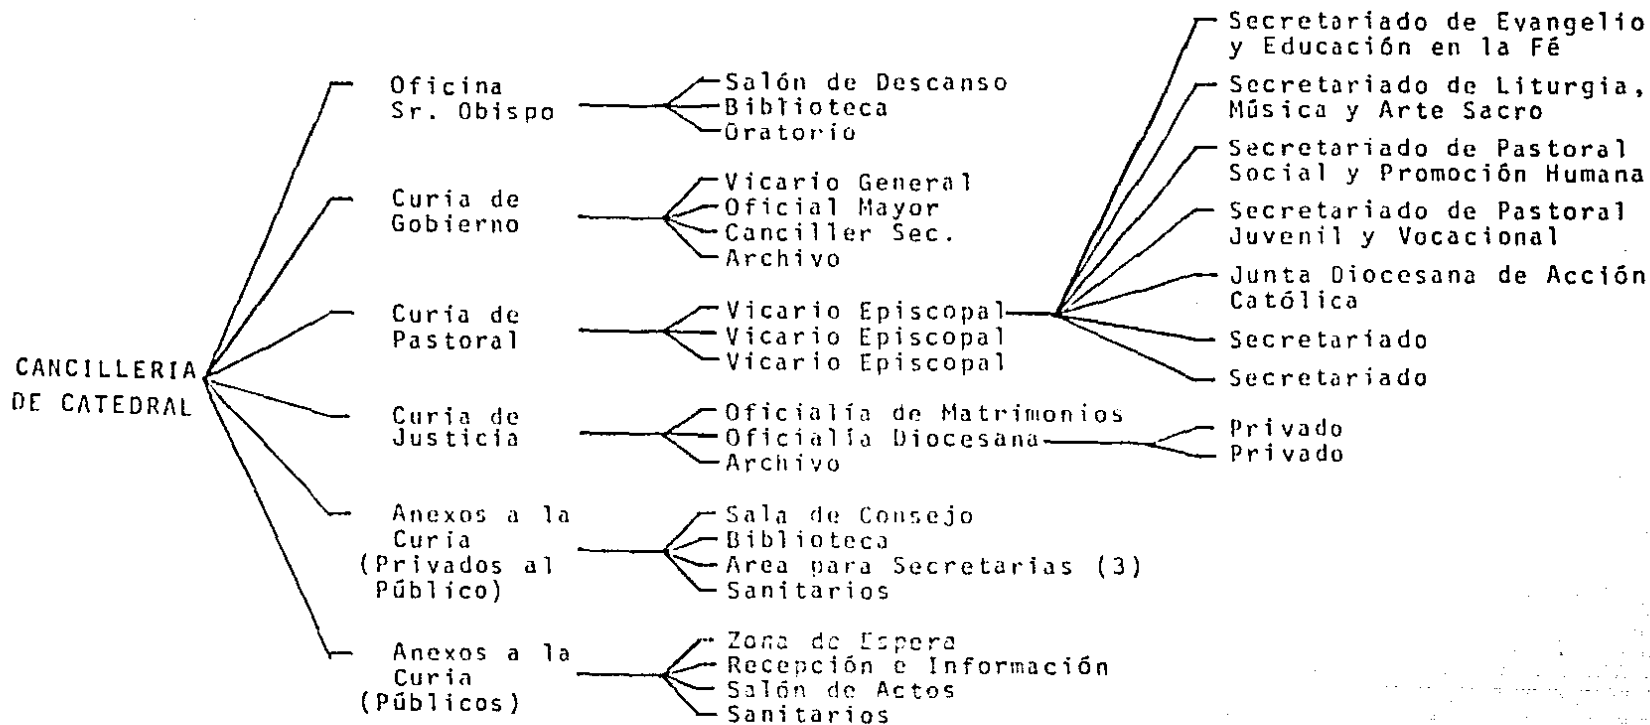 CANCILLERIA
DE CATEDRAL
Oficina
Sr. Obispo
Salón de Descanso
Biblioteca
Oratorio
Curia de
Gobierno
Vicario General
Oficial Mayor
Canciller Sec.
Archivo
Curia de
Pastoral
Vicario Episcopal
Vicario Episcopal
Vicario Episcopal
Secretariado de Evangelio
y Educación en la Fé
Secretariado de Liturgia,
Música y Arte Sacro
Secretariado de Pastoral
Social y Promoción Humana
Secretariado de Pastoral
Juvenil y Vocacional
Junta Diocesana de Acción
Católica
Secretariado
Secretariado
Curia de
Justicia
Oficialía de Matrimonios
Oficialía Diocesana
Archivo
Privado
Privado
Anexos a la
Curia
(Privados al
Público)
Sala de Consejo
Biblioteca
Area para Secretarias (3)
Sanitarios
Anexos a la
Curia
(Públicos)
Zona de Espera
Recepción e Información
Salón de Actos
Sanitarios